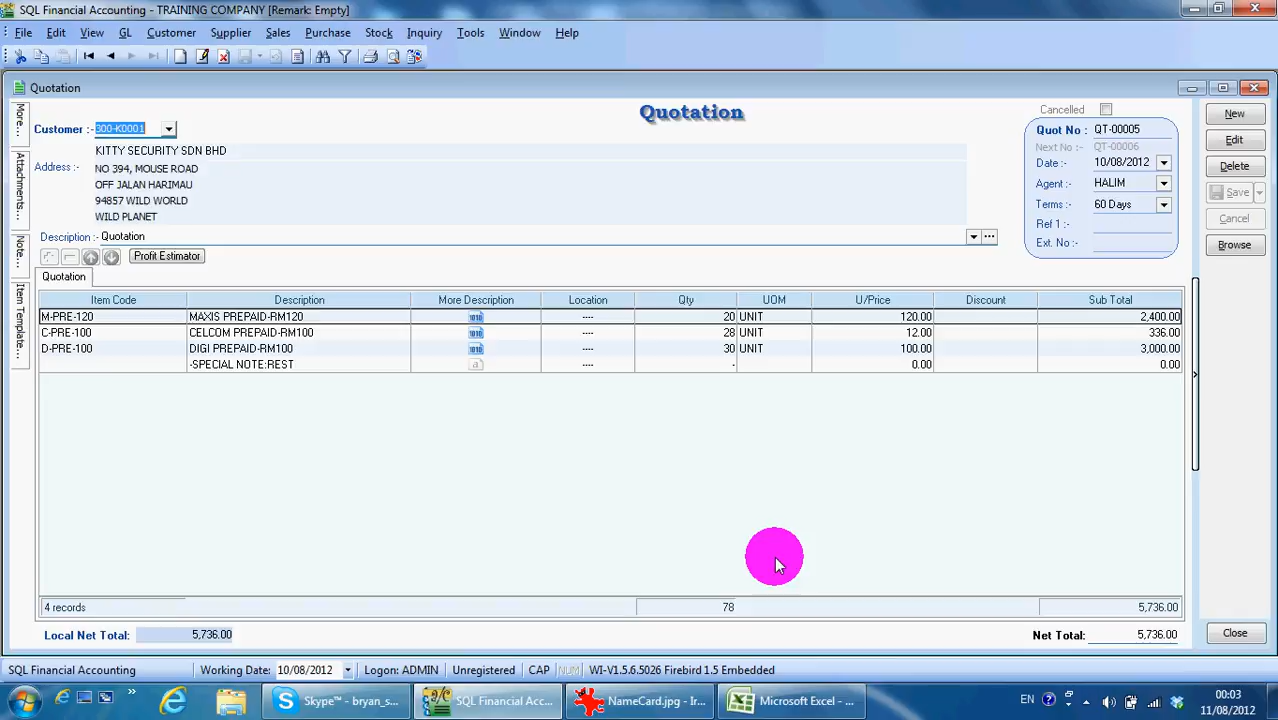 SQL Financial Accounting - TRAINING COMPANY [Remark: Empty]
File Edit View GL Customer Supplier Sales Purchase Stock Inquiry Tools Window Help
Quotation
Quotation
Cancelled
More...
Attachments...
Note...
Item Template...
Customer :- 300-K0001
KITTY SECURITY SDN BHD
Address :- NO 394, MOUSE ROAD
OFF JALAN HARIMAU
94857 WILD WORLD
WILD PLANET
Description :- Quotation
Quot No : QT-00005
Next No :- QT-00006
Date :- 10/08/2012
Agent :- HALIM
Terms :- 60 Days
Ref 1 :-
Ext. No :-
New
Edit
Delete
Save
Cancel
Browse
Profit Estimator
Quotation
Item Code Description More Description Location Qty UOM U/Price Discount Sub Total
M-PRE-120 MAXIS PREPAID-RM120 ---- 20 UNIT 120.00 2,400.00
C-PRE-100 CELCOM PREPAID-RM100 ---- 28 UNIT 12.00 336.00
D-PRE-100 DIGI PREPAID-RM100 ---- 30 UNIT 100.00 3,000.00
-SPECIAL NOTE:REST ---- - 0.00 0.00
4 records 78 5,736.00
Local Net Total: 5,736.00 Net Total: 5,736.00
Close
SQL Financial Accounting Working Date: 10/08/2012 Logon: ADMIN Unregistered CAP NUM WI-V1.5.6.5026 Firebird 1.5 Embedded
Skype™ - bryan_s... SQL Financial Acc... NameCard.jpg - Ir... Microsoft Excel - ... EN 00:03
11/08/2012